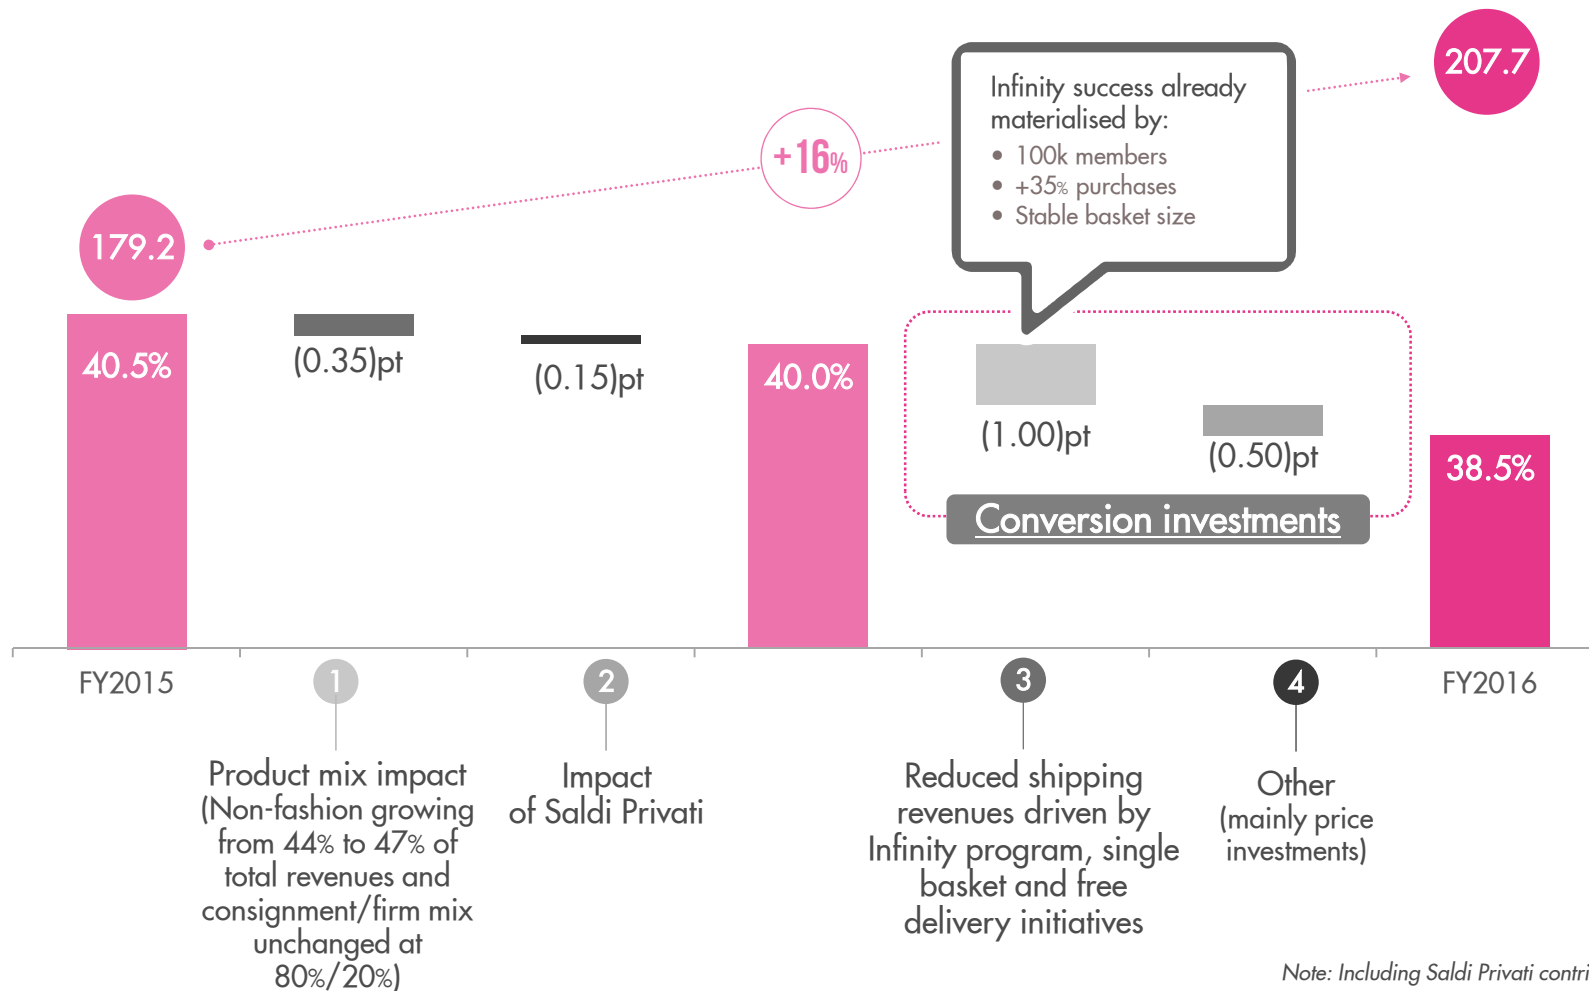 207.7
Infinity success already
materialised by:
• 100k members
• +35% purchases
• Stable basket size
+16%
179.2
40.5%
(0.35)pt
(0.15)pt
40.0%
(1.00)pt
(0.50)pt
38.5%
Conversion investments
FY2015
1
2
3
4
FY2016
Product mix impact
(Non-fashion growing
from 44% to 47% of
total revenues and
consignment/firm mix
unchanged at
80%/20%)
Impact
of Saldi Privati
Reduced shipping
revenues driven by
Infinity program, single
basket and free
delivery initiatives
Other
(mainly price
investments)
Note: Including Saldi Privati contri